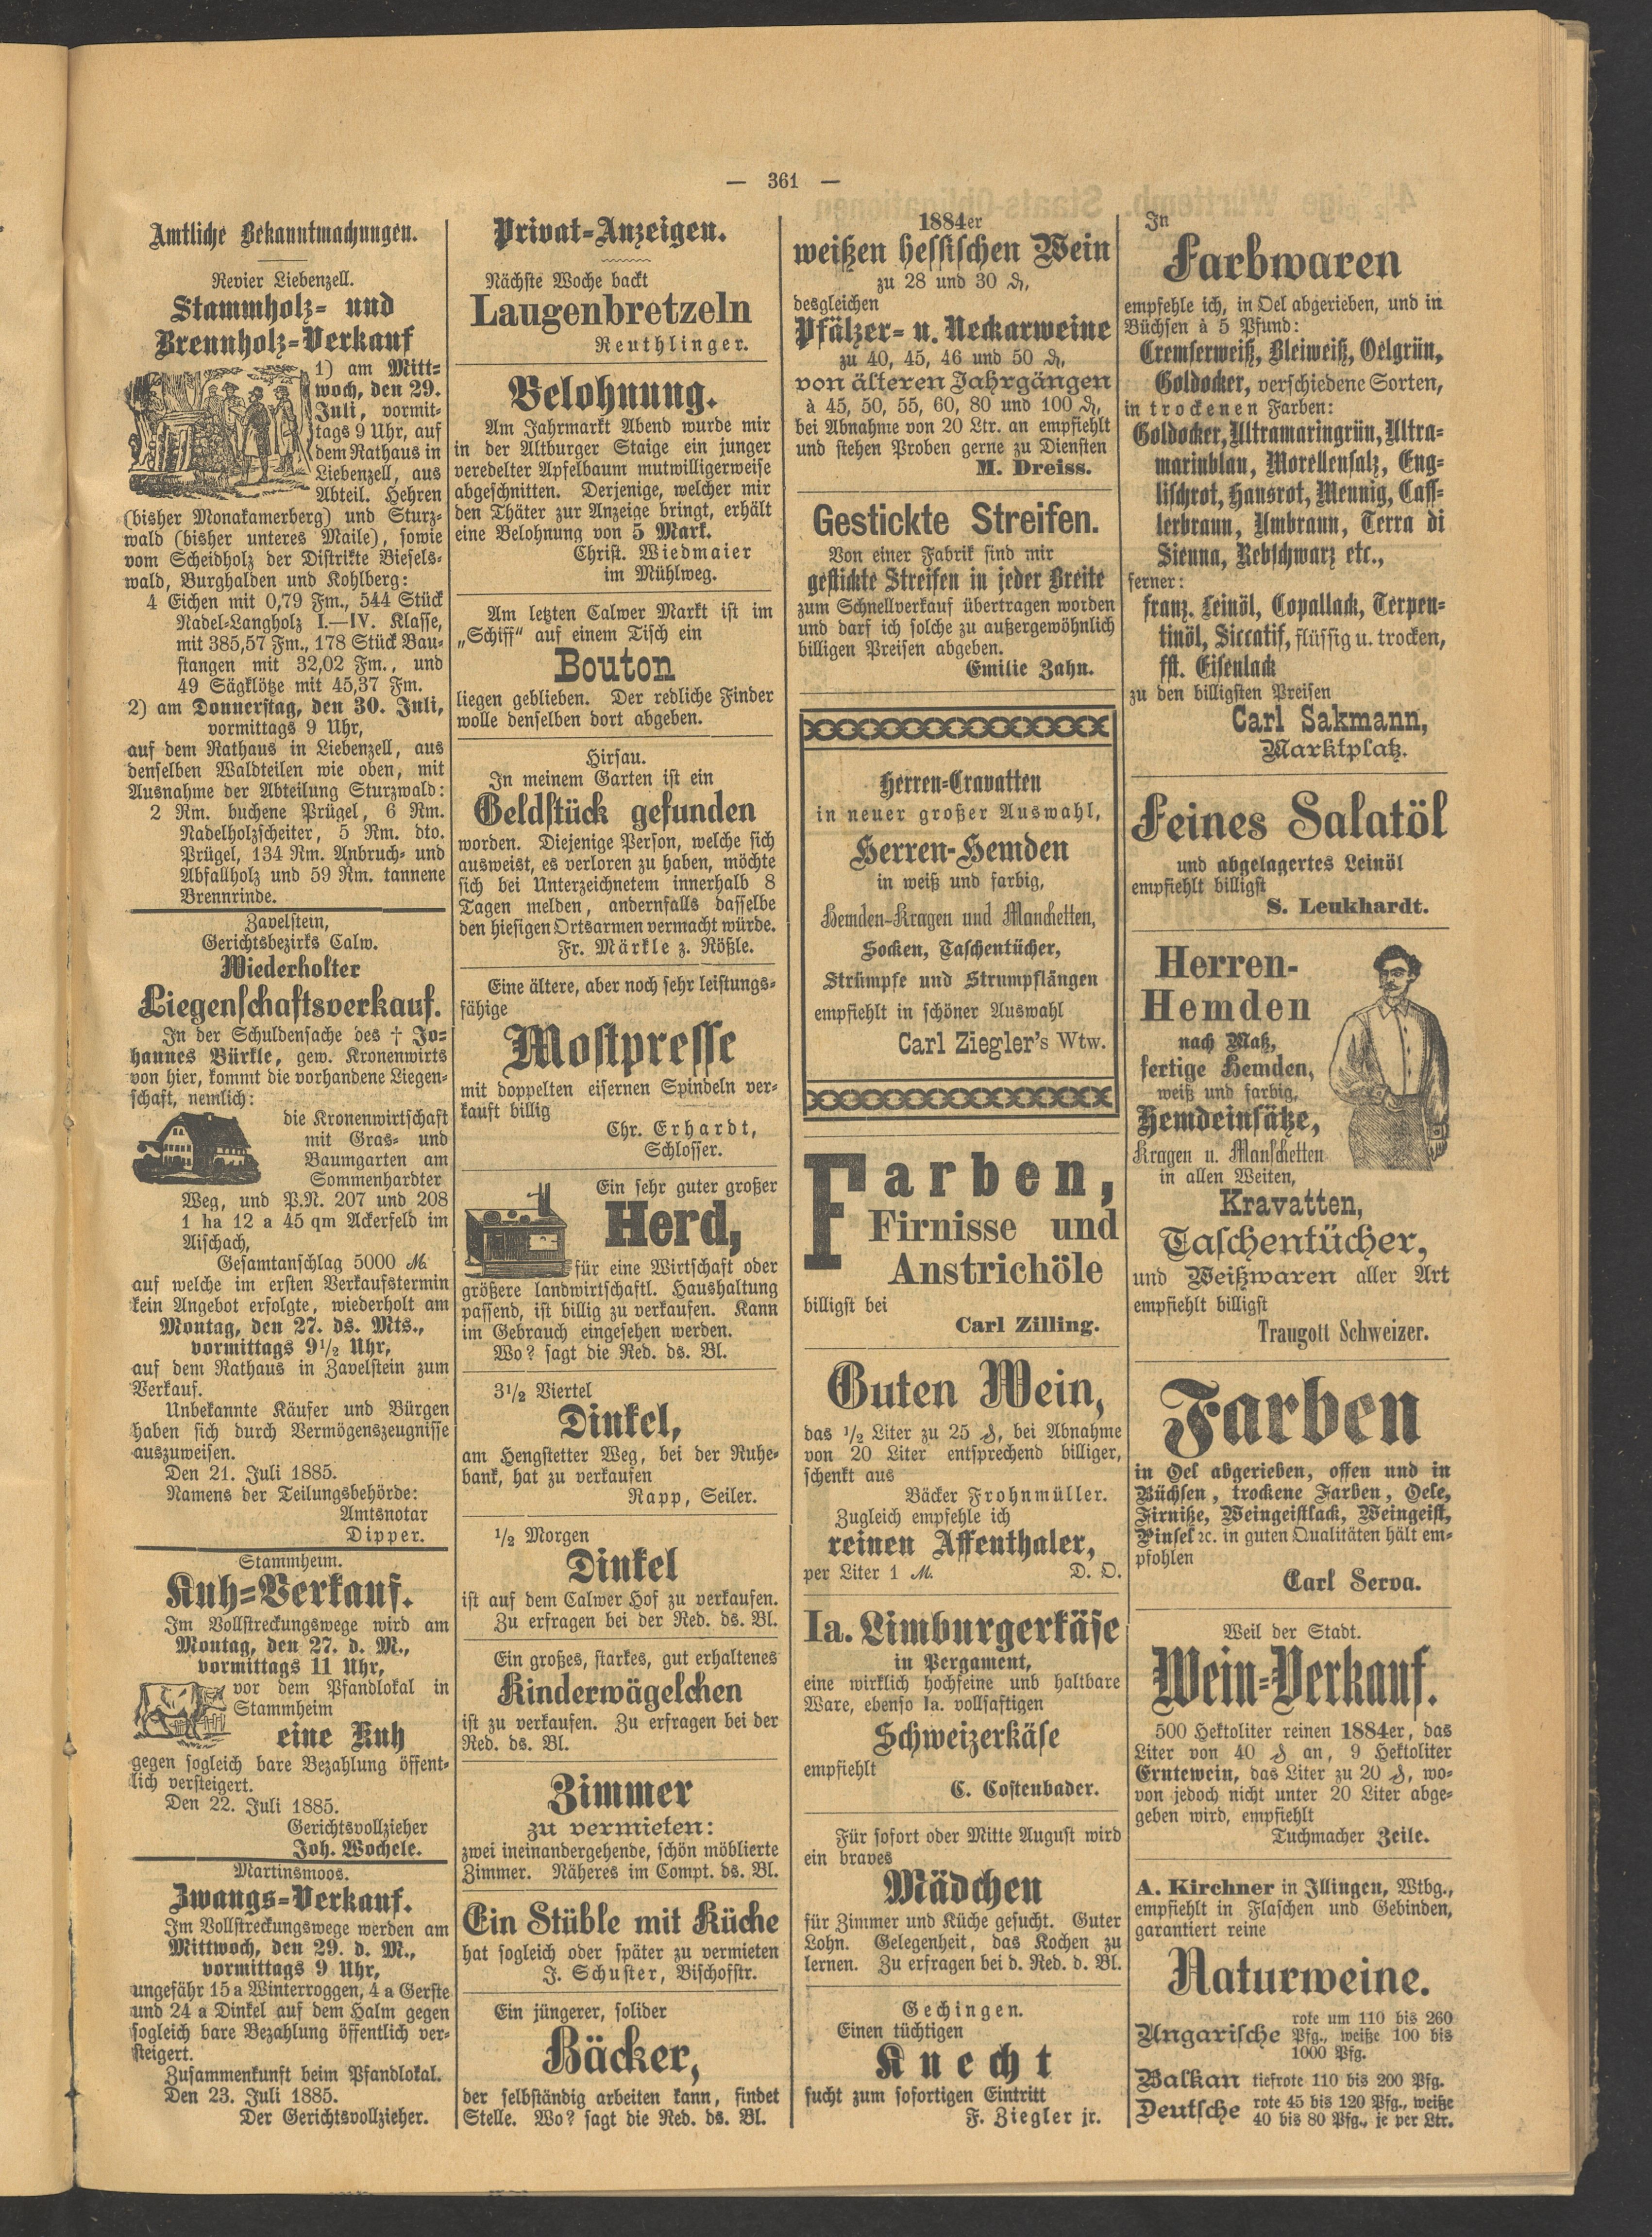 — 361 —
Amtliche Bekanntmachungen.
Revier Liebenzell.
Stammholz- und
Brennholz-Verkauf
1) am Mitt-
woch, den 29.
Juli, vormit-
tags 9 Uhr, auf
dem Rathaus in
Liebenzell, aus
Abteil. Hehren
(bisher Monakamerberg) und Sturz-
wald (bisher unteres Maile), sowie
vom Scheidholz der Distrikte Biesels-
wald, Burghalden und Kohlberg:
4 Eichen mit 0,79 Fm., 544 Stück
Nadel-Langholz I.—IV. Klasse,
mit 385,57 Fm., 178 Stück Bau-
stangen mit 32,02 Fm., und
49 Sägklötze mit 45,37 Fm.
2) am Donnerstag, den 30. Juli,
vormittags 9 Uhr,
auf dem Rathaus in Liebenzell, aus
denselben Waldteilen wie oben, mit
Ausnahme der Abteilung Sturzwald:
2 Rm. buchene Prügel, 6 Rm.
Nadelholzscheiter, 5 Rm. dto.
Prügel, 134 Rm. Anbruch- und
Abfallholz und 59 Rm. tannene
Brennrinde.
Zavelstein,
Gerichtsbezirks Calw.
Wiederholter
Liegenschaftsverkauf.
In der Schuldensache des † Jo-
hannes Bürkle, gew. Kronenwirts
von hier, kommt die vorhandene Liegen-
schaft, nemlich:
die Kronenwirtschaft
mit Gras- und
Baumgarten am
Sommenhardter
Weg, und P.N. 207 und 208
1 ha 12 a 45 qm Ackerfeld im
Aischach,
Gesamtanschlag 5000 M.
auf welche im ersten Verkaufstermin
kein Angebot erfolgte, wiederholt am
Montag, den 27. ds. Mts.,
vormittags 9½ Uhr,
auf dem Rathaus in Zavelstein zum
Verkauf.
Unbekannte Käufer und Bürgen
haben sich durch Vermögenszeugnisse
auszuweisen.
Den 21. Juli 1885.
Namens der Teilungsbehörde:
Amtsnotar
Dipper.
Stammheim.
Kuh-Verkauf.
Im Vollstreckungswege wird am
Montag, den 27. d. M.,
vormittags 11 Uhr,
vor dem Pfandlokal in
Stammheim
eine Kuh
gegen sogleich bare Bezahlung öffent-
lich versteigert.
Den 22. Juli 1885.
Gerichtsvollzieher
Joh. Wochele.
Martinsmoos.
Zwangs-Verkauf.
Im Vollstreckungswege werden am
Mittwoch, den 29. d. M.,
vormittags 9 Uhr,
ungefähr 15 a Winterroggen, 4 a Gerste
und 24 a Dinkel auf dem Halm gegen
sogleich bare Bezahlung öffentlich ver-
steigert.
Zusammenkunft beim Pfandlokal.
Den 23. Juli 1885.
Der Gerichtsvollzieher.
Privat-Anzeigen.
Nächste Woche backt
Laugenbretzeln
Reuthlinger.
Belohnung.
Am Jahrmarkt Abend wurde mir
in der Altburger Staige ein junger
veredelter Apfelbaum mutwilligerweise
abgeschnitten. Derjenige, welcher mir
den Thäter zur Anzeige bringt, erhält
eine Belohnung von 5 Mark.
Christ. Wiedmaier
im Mühlweg.
Am letzten Calwer Markt ist im
„Schiff“ auf einem Tisch ein
Bouton
liegen geblieben. Der redliche Finder
wolle denselben dort abgeben.
Hirsau.
In meinem Garten ist ein
Geldstück gefunden
worden. Diejenige Person, welche sich
ausweist, es verloren zu haben, möchte
sich bei Unterzeichnetem innerhalb 8
Tagen melden, andernfalls dasselbe
den hiesigen Ortsarmen vermacht würde.
Fr. Märkle z. Rößle.
Eine ältere, aber noch sehr leistungs-
fähige
Mostpresse
mit doppelten eisernen Spindeln ver-
kauft billig
Chr. Erhardt,
Schlosser.
Ein sehr guter großer
Herd,
für eine Wirtschaft oder
größere landwirtschaftl. Haushaltung
passend, ist billig zu verkaufen. Kann
im Gebrauch eingesehen werden.
Wo? sagt die Red. ds. Bl.
3½ Viertel
Dinkel,
am Hengstetter Weg, bei der Ruhe-
bank, hat zu verkaufen
Rapp, Seiler.
½ Morgen
Dinkel
ist auf dem Calwer Hof zu verkaufen.
Zu erfragen bei der Red. ds. Bl.
Ein großes, starkes, gut erhaltenes
Kinderwägelchen
ist zu verkaufen. Zu erfragen bei der
Red. ds. Bl.
Zimmer
zu vermieten:
zwei ineinandergehende, schön möblierte
Zimmer. Näheres im Compt. ds. Bl.
Ein Stüble mit Küche
hat sogleich oder später zu vermieten
J. Schuster, Bischofstr.
Ein jüngerer, solider
Bäcker,
der selbständig arbeiten kann, findet
Stelle. Wo? sagt die Red. ds. Bl.
1884er
weißen hessischen Wein
zu 28 und 30 ₰,
desgleichen
Pfälzer- u. Neckarweine
zu 40, 45, 46 und 50 ₰,
von älteren Jahrgängen
à 45, 50, 55, 60, 80 und 100 ₰,
bei Abnahme von 20 Ltr. an empfiehlt
und stehen Proben gerne zu Diensten
M. Dreiss.
Gestickte Streifen.
Von einer Fabrik sind mir
gestickte Streifen in jeder Breite
zum Schnellverkauf übertragen worden
und darf ich solche zu außergewöhnlich
billigen Preisen abgeben.
Emilie Zahn.
Herren-Cravatten
in neuer großer Auswahl,
Herren-Hemden
in weiß und farbig,
Hemden-Kragen und Manchetten,
Socken, Taschentücher,
Strümpfe und Strumpflängen
empfiehlt in schöner Auswahl
Carl Ziegler's Wtw.
Farben,
Firnisse und
Anstrichöle
billigst bei
Carl Zilling.
Guten Wein,
das ½ Liter zu 25 ₰, bei Abnahme
von 20 Liter entsprechend billiger,
schenkt aus
Bäcker Frohnmüller.
Zugleich empfehle ich
reinen Affenthaler,
per Liter 1 M. D. O.
Ia. Limburgerkäse
in Pergament,
eine wirklich hochfeine unb haltbare
Ware, ebenso Ia. vollsaftigen
Schweizerkäse
empfiehlt
C. Costenbader.
Für sofort oder Mitte August wird
ein braves
Mädchen
für Zimmer und Küche gesucht. Guter
Lohn. Gelegenheit, das Kochen zu
lernen. Zu erfragen bei d. Red. d. Bl.
Gechingen.
Einen tüchtigen
Knecht
sucht zum sofortigen Eintritt
F. Ziegler jr.
In
Farbwaren
empfehle ich, in Oel abgerieben, und in
Büchsen à 5 Pfund:
Cremserweiß, Bleiweiß, Oelgrün,
Goldocker, verschiedene Sorten,
in trockenen Farben:
Goldocker, Ultramaringrün, Ultra-
marinblau, Morellensalz, Eng-
lischrot, Hausrot, Mennig, Cass-
lerbraun, Umbraun, Terra di
Sienna, Rebschwarz etc.,
ferner:
franz. Leinöl, Copallack, Terpen-
tinöl, Siccatif, flüssig u. trocken,
fst. Eisenlack
zu den billigsten Preisen
Carl Sakmann,
Marktplatz.
Feines Salatöl
und abgelagertes Leinöl
empfiehlt billigst
S. Leukhardt.
Herren-
Hemden
nach Maß,
fertige Hemden,
weiß und farbig,
Hemdeinsätze,
Kragen u. Manschetten
in allen Weiten,
Kravatten,
Taschentücher,
und Weißwaren aller Art
empfiehlt billigst
Traugott Schweizer.
Farben
in Oel abgerieben, offen und in
Büchsen, trockene Farben, Oele,
Firniße, Weingeistlack, Weingeist,
Pinsel ꝛc. in guten Qualitäten hält em-
pfohlen
Carl Serva.
Weil der Stadt.
Wein-Verkauf.
500 Hektoliter reinen 1884er, das
Liter von 40 ₰ an, 9 Hektoliter
Erntewein, das Liter zu 20 ₰, wo-
von jedoch nicht unter 20 Liter abge-
geben wird, empfiehlt
Tuchmacher Zeile.
A. Kirchner in Illingen, Wtbg.,
empfiehlt in Flaschen und Gebinden,
garantiert reine
Naturweine.
Ungarische rote um 110 bis 260
Pfg., weiße 100 bis
1000 Pfg.
Balkan tiefrote 110 bis 200 Pfg.
Deutsche rote 45 bis 120 Pfg., weiße
40 bis 80 Pfg., je per Ltr.